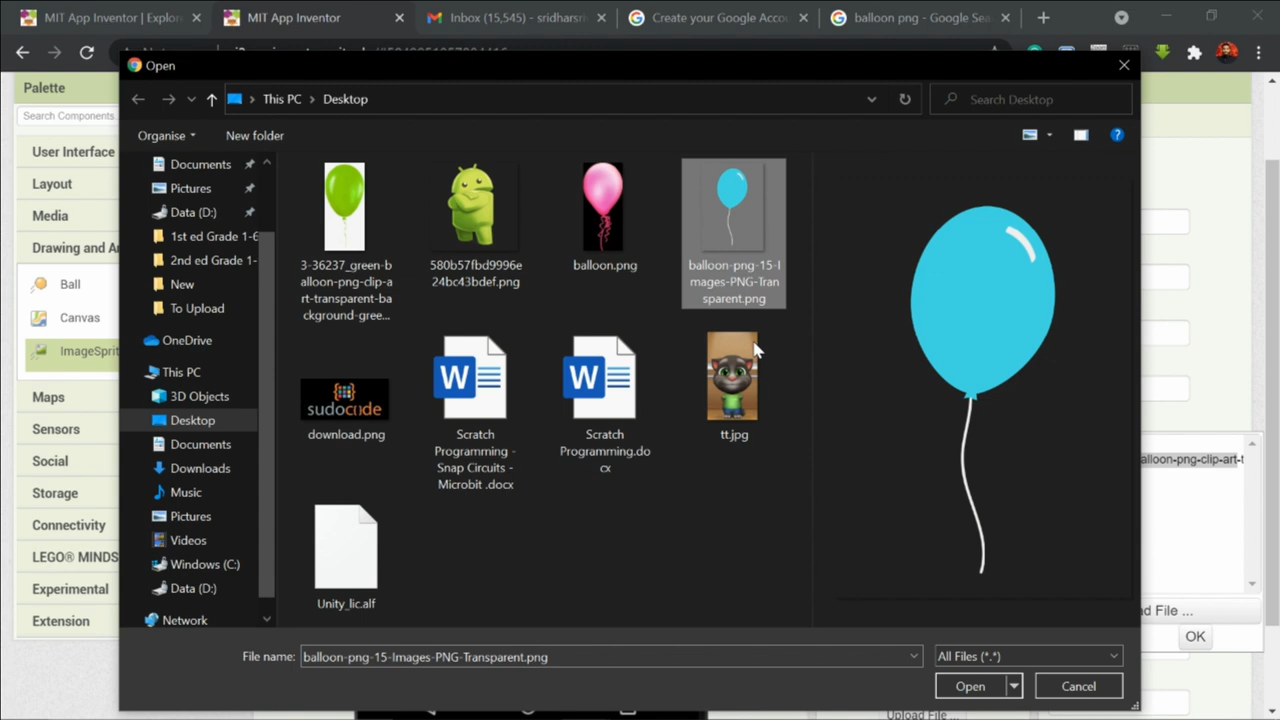 MIT App Inventor | Explor
MIT App Inventor
Inbox (15,545) - sridharsri
Create your Google Accou
balloon png - Google Sea
Open
This PC
Desktop
Search Desktop
Organise
New folder
Palette
Search Components.
User Interface
Layout
Media
Drawing and An
Ball
Canvas
ImageSprit
Maps
Sensors
Social
Storage
Connectivity
LEGO® MINDS
Experimental
Extension
Documents
Pictures
Data (D:)
1st ed Grade 1-6
2nd ed Grade 1-
New
To Upload
OneDrive
This PC
3D Objects
Desktop
Documents
Downloads
Music
Pictures
Videos
Windows (C:)
Data (D:)
Network
3-36237_green-b
alloon-png-clip-a
rt-transparent-ba
ckground-gree...
580b57fbd9996e
24bc43bdef.png
balloon.png
balloon-png-15-I
mages-PNG-Tran
sparent.png
sudocode
download.png
W
Scratch
Programming -
Snap Circuits -
Microbit .docx
W
Scratch
Programming.do
cx
tt.jpg
Unity_lic.alf
alloon-png-clip-art-t
d File ...
OK
File name:
balloon-png-15-Images-PNG-Transparent.png
All Files (*.*)
Open
Cancel
Upload File ...